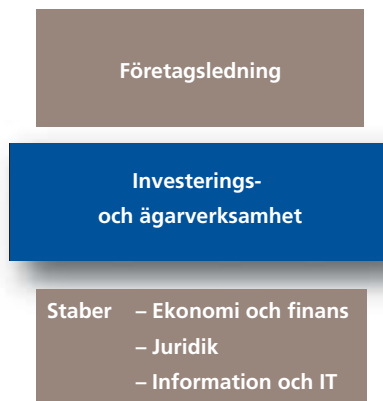 Företagsledning
Investerings-
och ägarverksamhet
Staber – Ekonomi och finans
– Juridik
– Information och IT